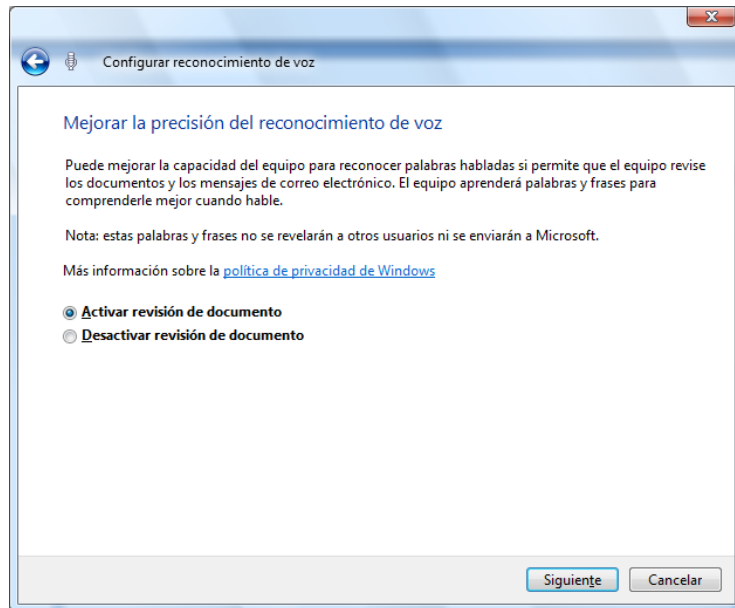 Configurar reconocimiento de voz
Mejorar la precisión del reconocimiento de voz
Puede mejorar la capacidad del equipo para reconocer palabras habladas si permite que el equipo revise
los documentos y los mensajes de correo electrónico. El equipo aprenderá palabras y frases para
comprenderle mejor cuando hable.
Nota: estas palabras y frases no se revelarán a otros usuarios ni se enviarán a Microsoft.
Más información sobre la política de privacidad de Windows
Activar revisión de documento
Desactivar revisión de documento
Siguiente
Cancelar